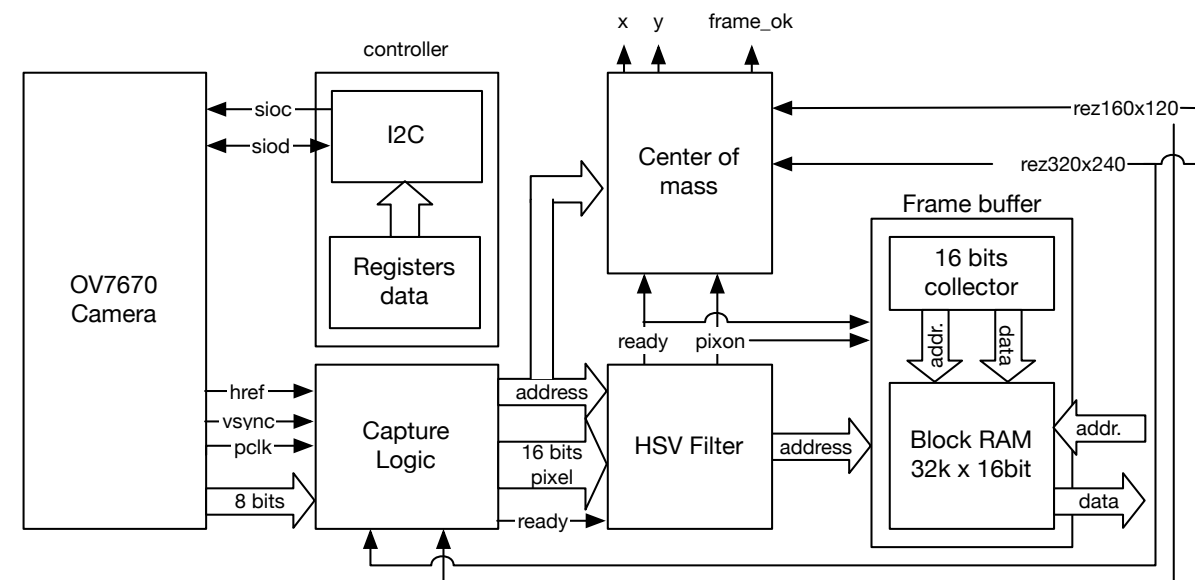 x
y
frame_ok
controller
sioc
siod
I2C
Registers
data
OV7670
Camera
Center of
mass
rez160x120
rez320x240
Frame buffer
16 bits
collector
addr.
data
ready
pixon
href
vsync
pclk
8 bits
Capture
Logic
address
16 bits
pixel
ready
HSV Filter
address
Block RAM
32k x 16bit
addr.
data